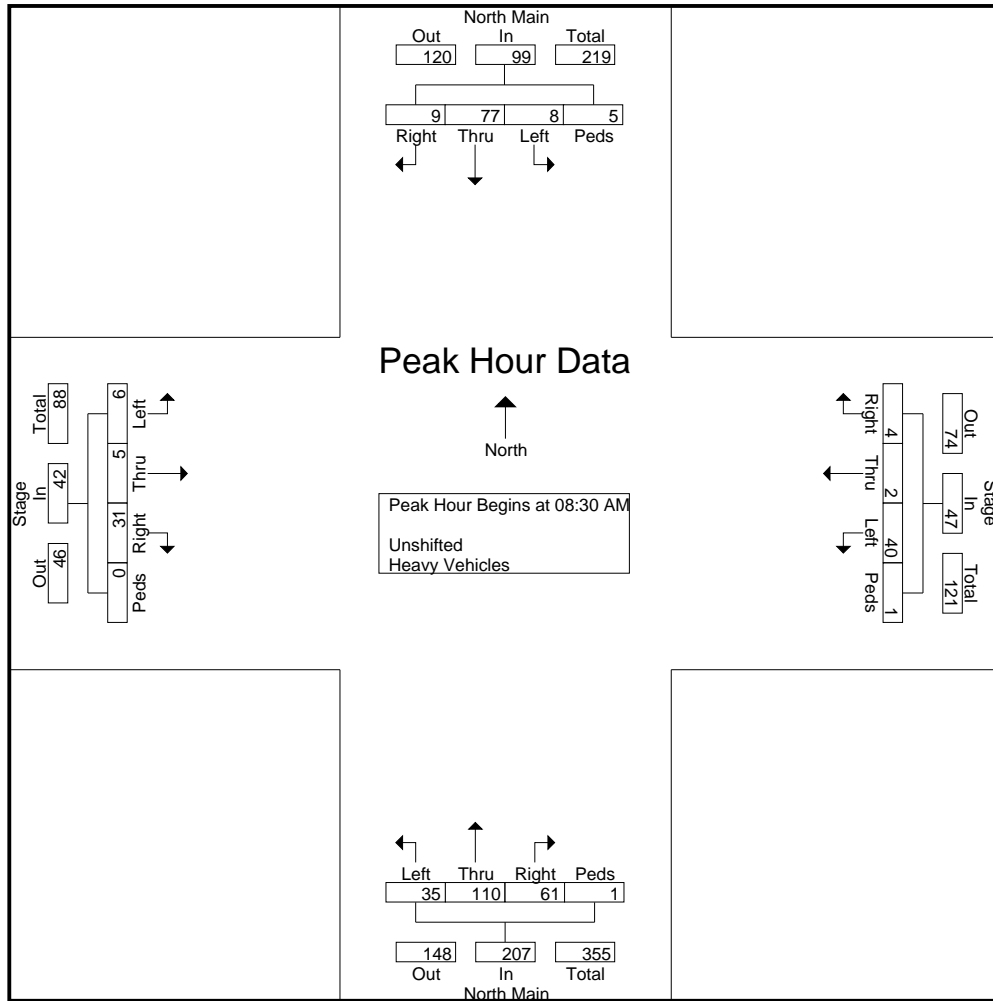 North Main
Out In Total
120 99 219
9 77 8 5
Right Thru Left Peds
Peak Hour Data
North
Peak Hour Begins at 08:30 AM
Unshifted
Heavy Vehicles
Stage
Out In Total
46 42 88
0 31 5 6
Peds Right Thru Left
Stage
Out In Total
74 47 121
4 2 40 1
Right Thru Left Peds
Left Thru Right Peds
35 110 61 1
148 207 355
Out In Total
North Main